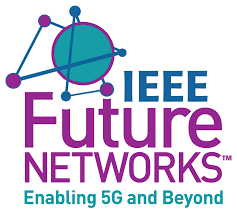 IEEE
Future
NETWORKS™
Enabling 5G and Beyond